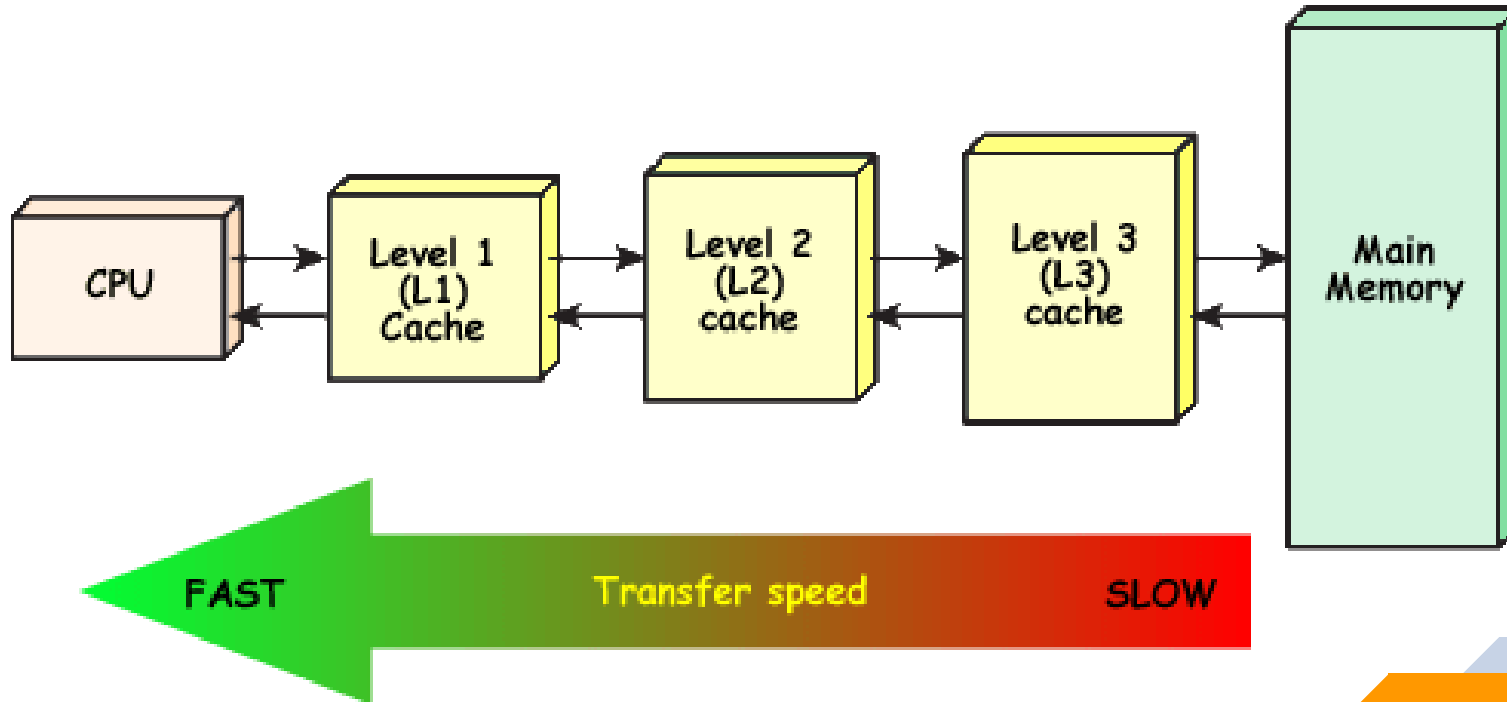 CPU
Level 1
(L1)
Cache
Level 2
(L2)
cache
Level 3
(L3)
cache
Main
Memory
FAST
Transfer speed
SLOW